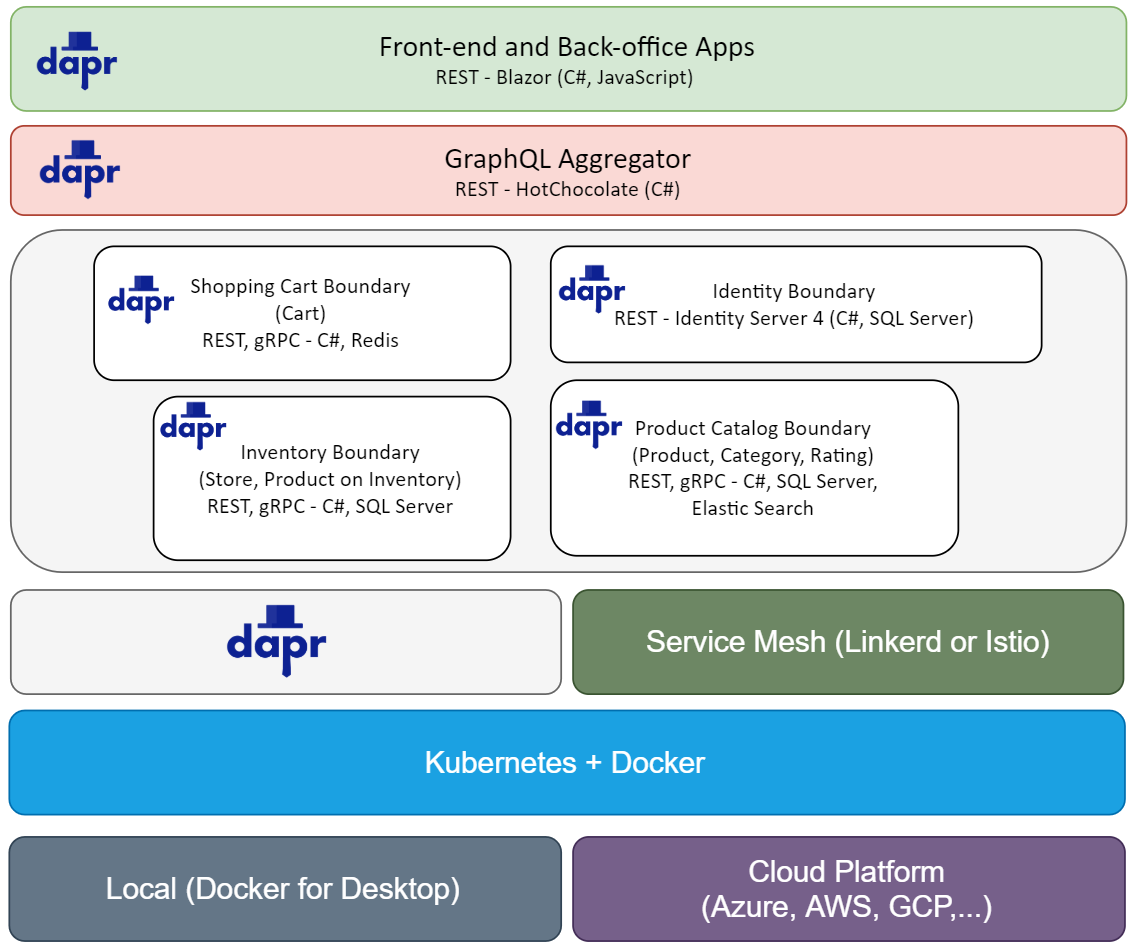 dapr
Front-end and Back-office Apps
REST - Blazor (C#, JavaScript)
dapr
GraphQL Aggregator
REST - HotChocolate (C#)
dapr
Shopping Cart Boundary
(Cart)
REST, gRPC - C#, Redis
dapr
Identity Boundary
REST - Identity Server 4 (C#, SQL Server)
dapr
Inventory Boundary
(Store, Product on Inventory)
REST, gRPC - C#, SQL Server
dapr
Product Catalog Boundary
(Product, Category, Rating)
REST, gRPC - C#, SQL Server,
Elastic Search
dapr
Service Mesh (Linkerd or Istio)
Kubernetes + Docker
Local (Docker for Desktop)
Cloud Platform
(Azure, AWS, GCP,...)